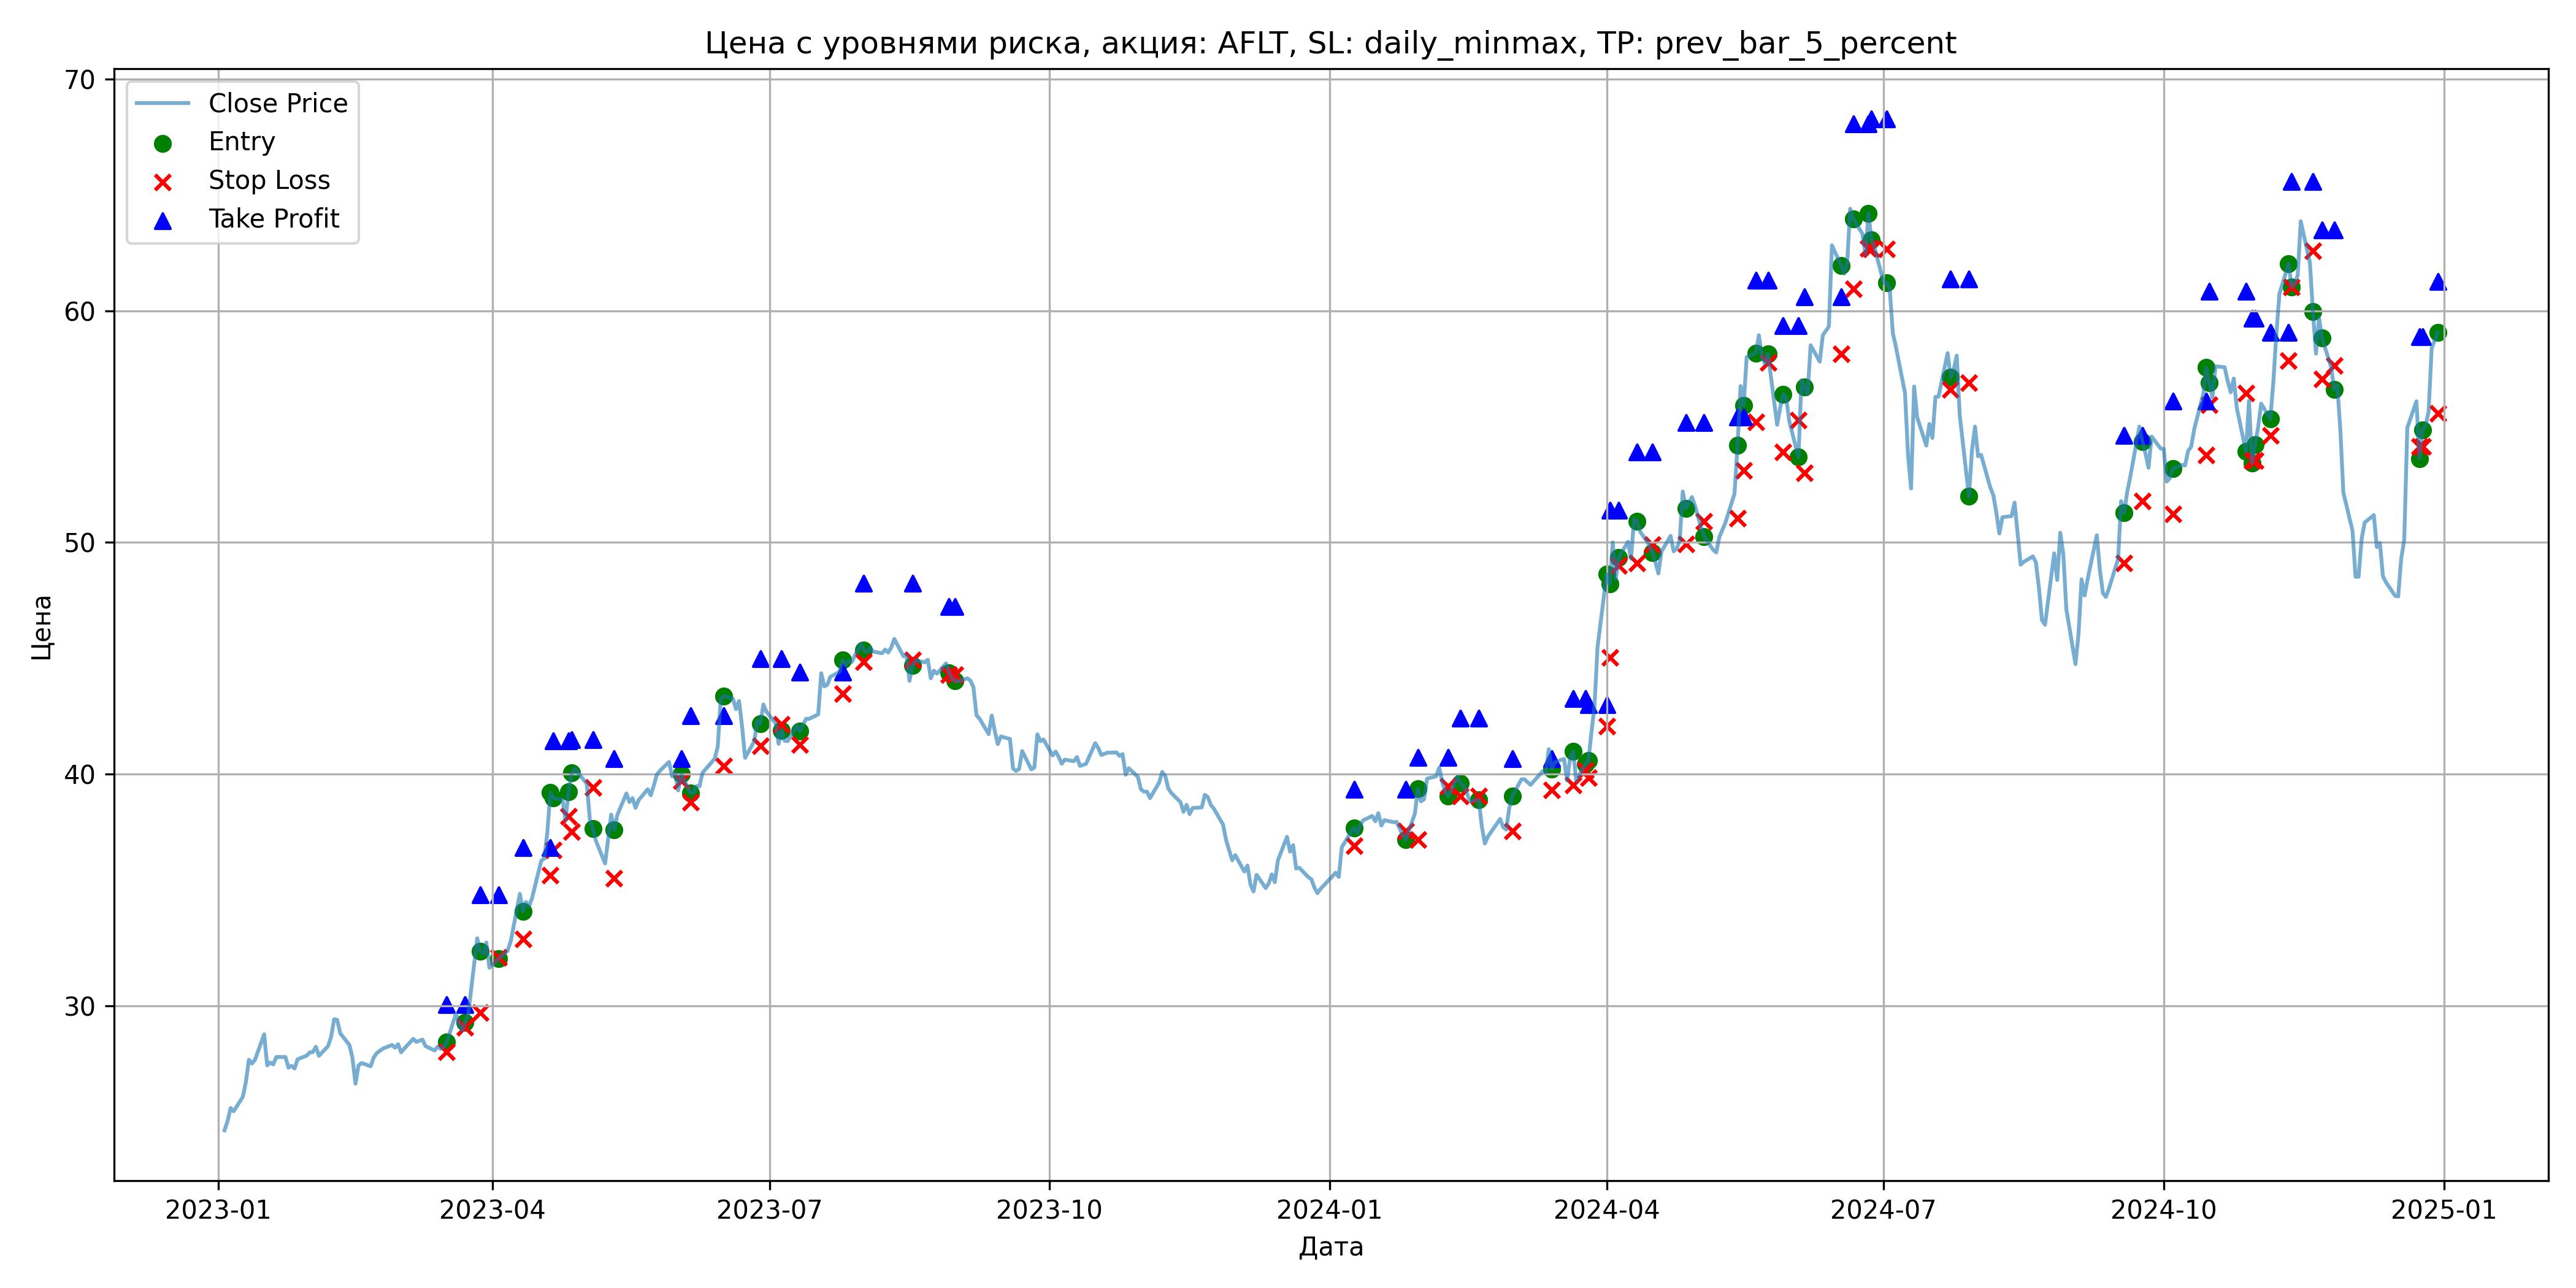 Цена с уровнями риска, акция: AFLT, SL: daily_minmax, TP: prev_bar_5_percent
70
60
50
40
30
Цена
Close Price
Entry
Stop Loss
Take Profit
2023-01
2023-04
2023-07
2023-10
2024-01
2024-04
2024-07
2024-10
2025-01
Дата